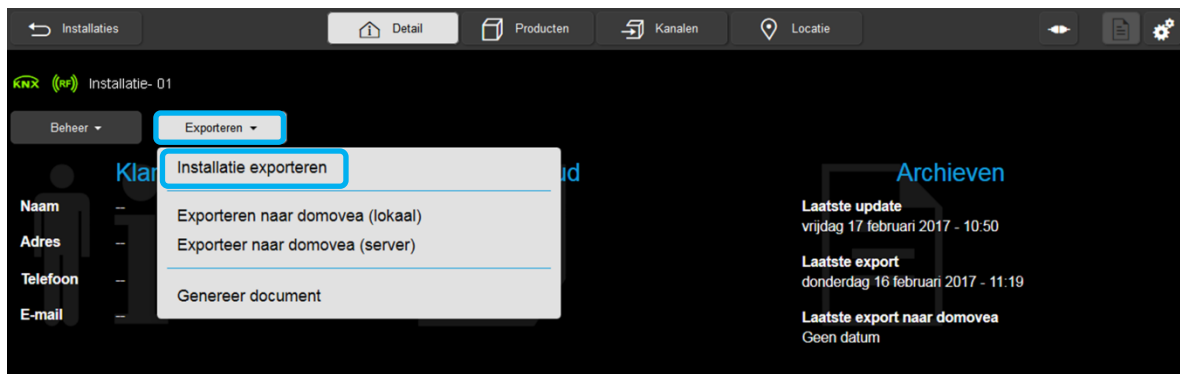 Installaties
Detail
Producten
Kanalen
Locatie
KNX ((RF)) Installatie- 01
Beheer
Exporteren
Installatie exporteren
Exporteren naar domovea (lokaal)
Exporteer naar domovea (server)
Genereer document
Klan
ud
Archieven
Naam --
Adres --
Telefoon --
E-mail --
Laatste update
vrijdag 17 februari 2017 - 10:50
Laatste export
donderdag 16 februari 2017 - 11:19
Laatste export naar domovea
Geen datum